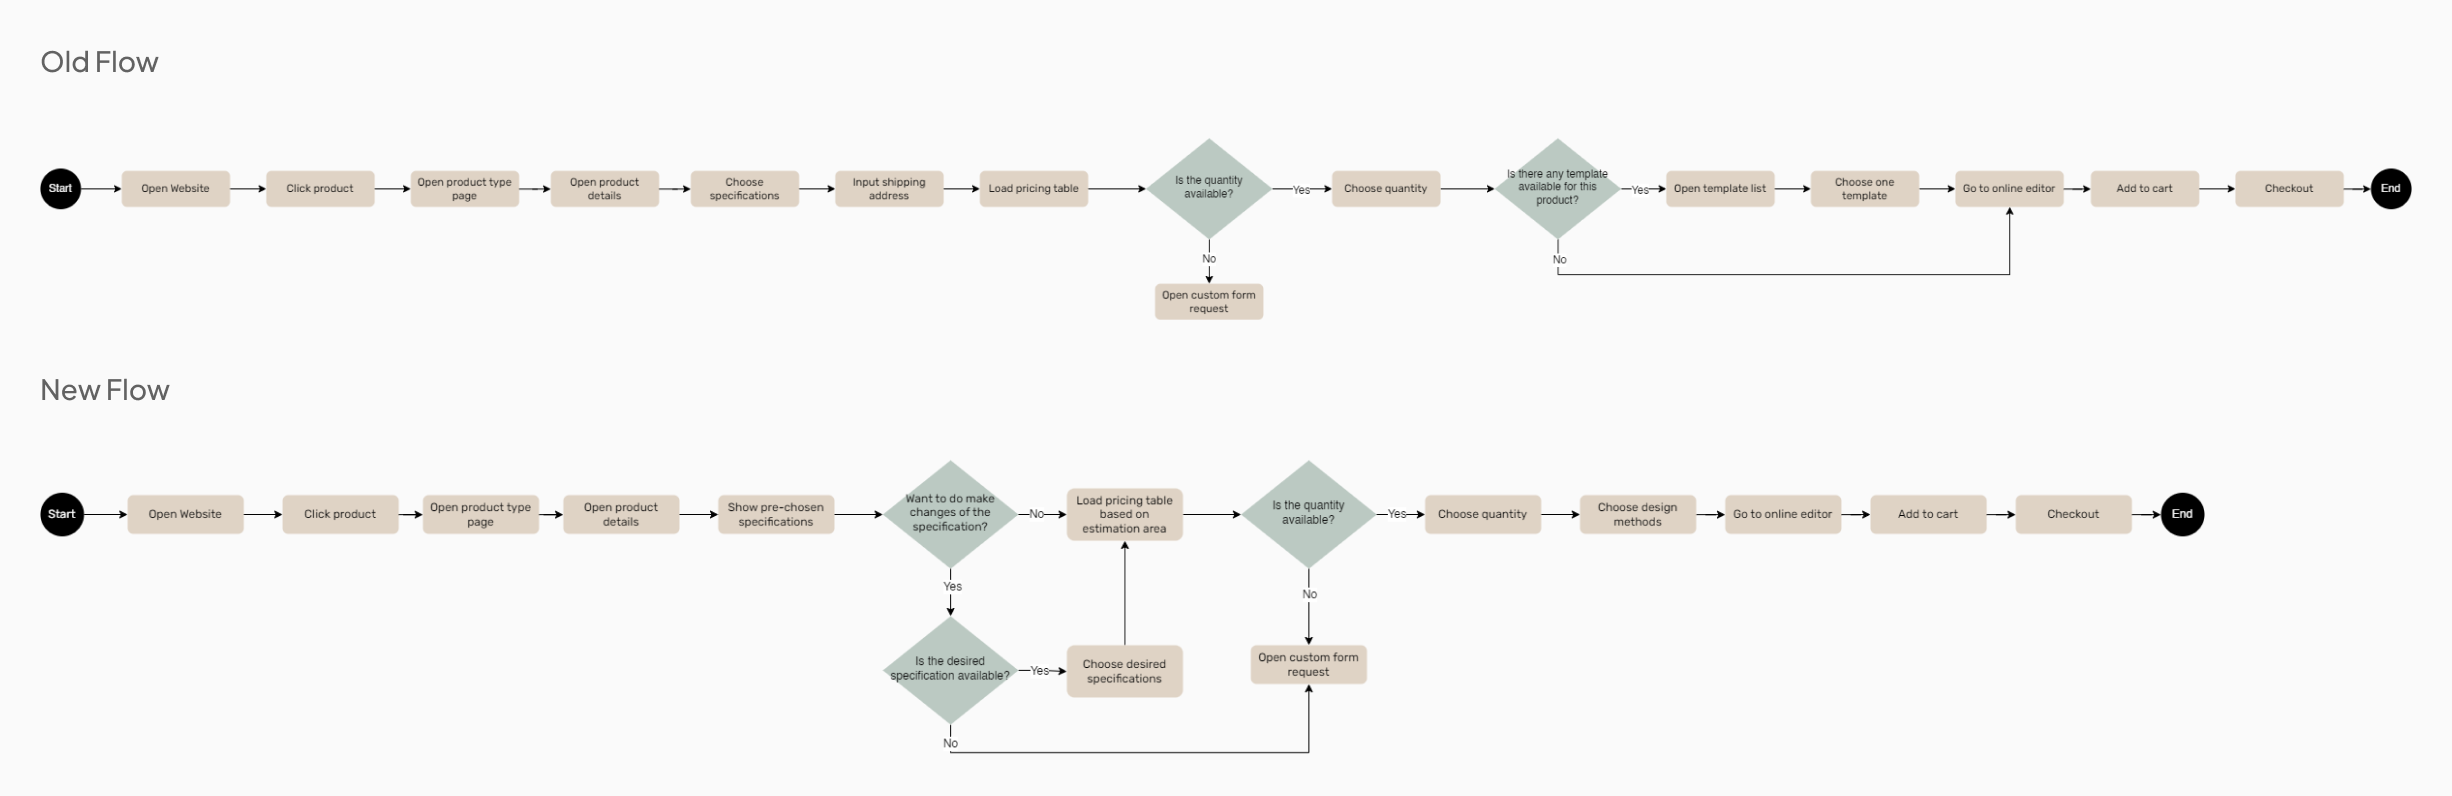 Old Flow
Start
Open Website
Click product
Open product type
page
Open product
details
Choose
specifications
Input shipping
address
Load pricing table
Is the quantity
available?
Yes
Choose quantity
Is there any template
available for this
product?
Yes
Open template list
Choose one
template
Go to online editor
Add to cart
Checkout
End
No
Open custom form
request
No
New Flow
Start
Open Website
Click product
Open product type
page
Open product
details
Show pre-chosen
specifications
Want to do make
changes of the
specification?
No
Load pricing table
based on
estimation area
Is the quantity
available?
Yes
Choose quantity
Choose design
methods
Go to online editor
Add to cart
Checkout
End
Yes
No
Is the desired
specification available?
Yes
Choose desired
specifications
Open custom form
request
No